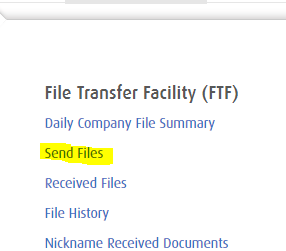 File Transfer Facility (FTF)
Daily Company File Summary
Send Files
Received Files
File History
Nickname Received Documents